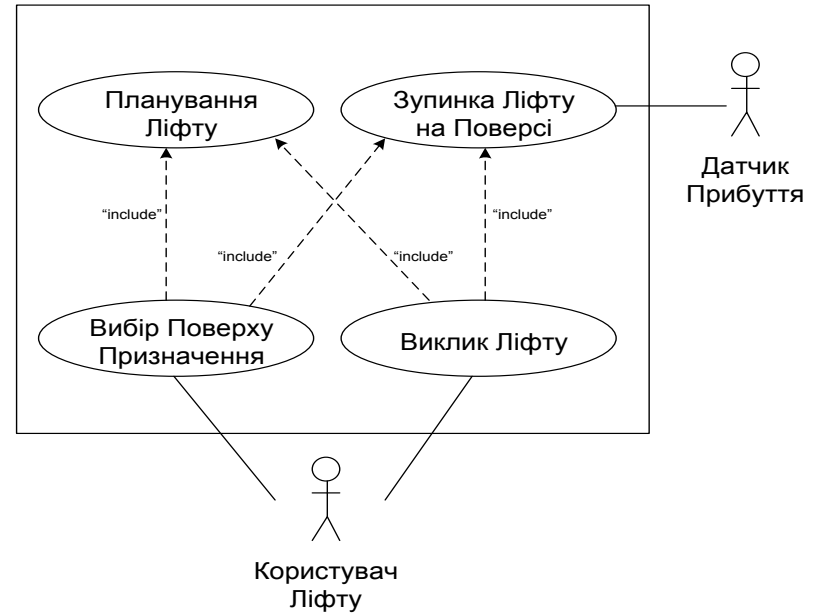 Планування
Ліфту
Зупинка Ліфту
на Поверсі
Датчик
Прибуття
“include”
“include”
“include”
“include”
Вибір Поверху
Призначення
Виклик Ліфту
Користувач
Ліфту